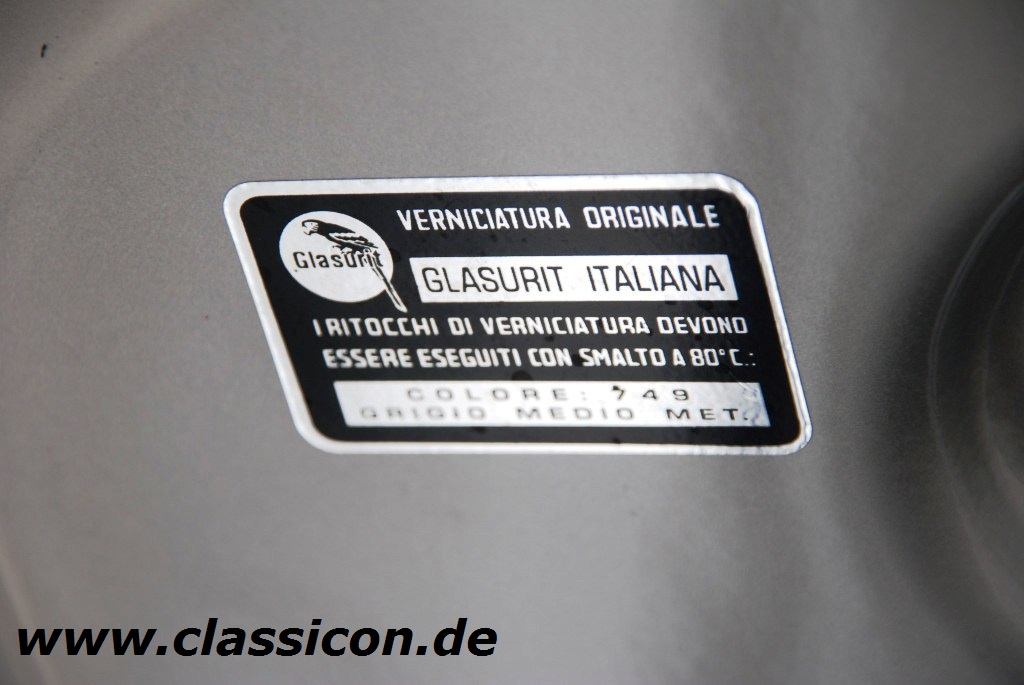 VERNICIATURA ORIGINALE
Glasurit
GLASURIT ITALIANA
I RITOCCHI DI VERNICIATURA DEVONO
ESSERE ESEGUITI CON SMALTO A 80°C.:
COLORE: 749
GRIGIO MEDIO MET.
www.classicon.de